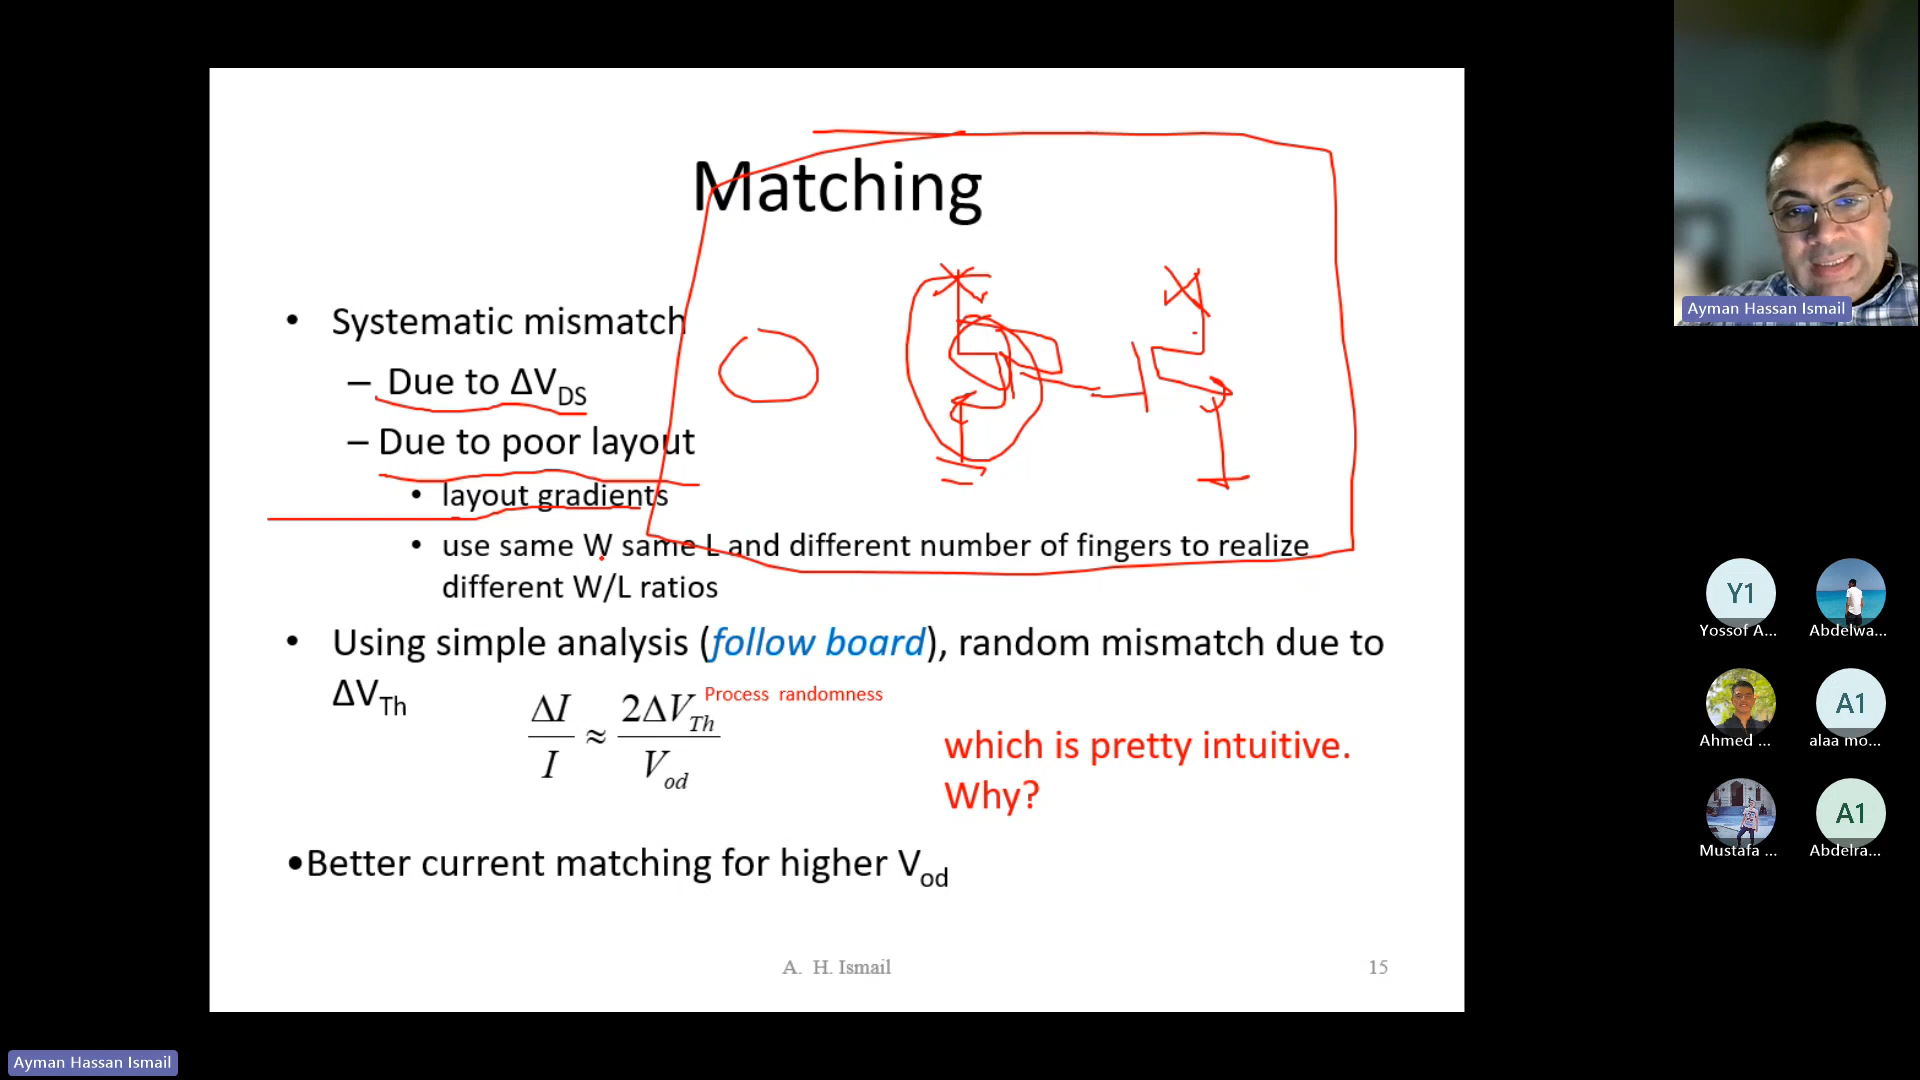 Matching
• Systematic mismatch
– Due to ΔVDS
– Due to poor layout
• layout gradients
• use same W same L and different number of fingers to realize
different W/L ratios
• Using simple analysis (follow board), random mismatch due to
ΔVTh
ΔI/I ≈ 2ΔVTh/Vod
Process randomness
which is pretty intuitive.
Why?
•Better current matching for higher Vod
A. H. Ismail
15
Ayman Hassan Ismail
Y1
Yossof A...
Abdelwa...
Ahmed ...
A1
alaa mo...
Mustafa ...
A1
Abdelra...
Ayman Hassan Ismail